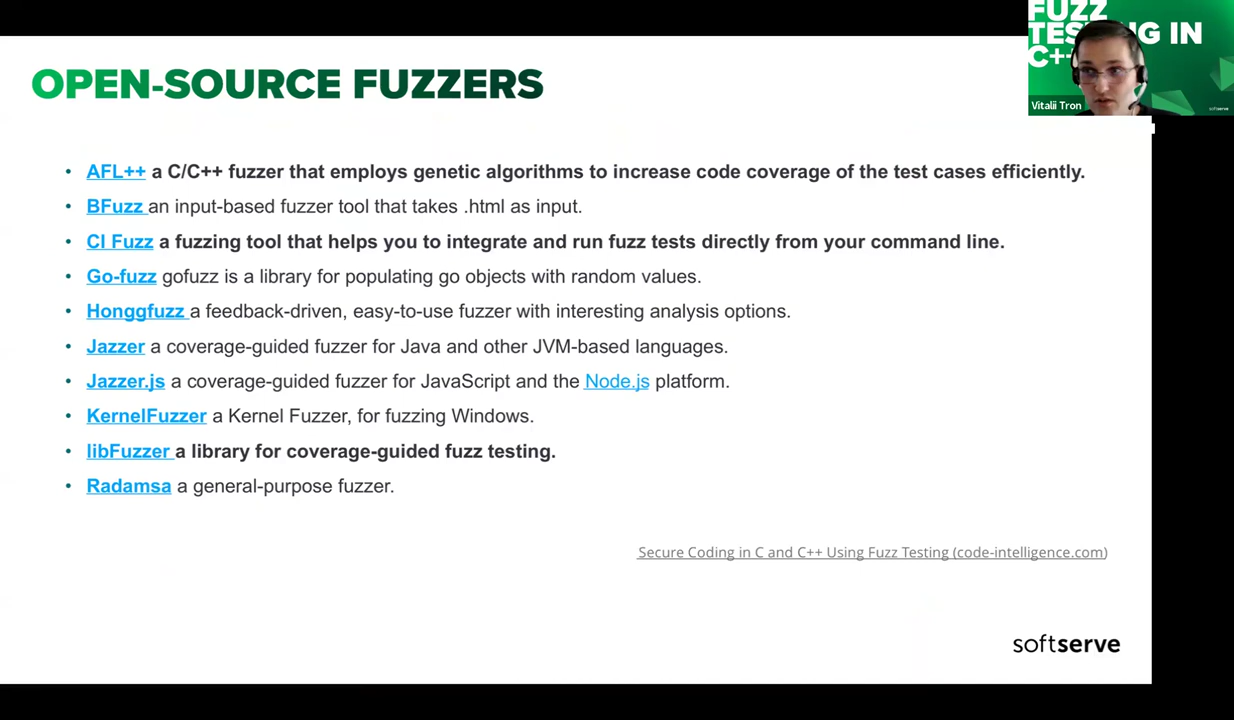 OPEN-SOURCE FUZZERS
FUZZ
TESTING IN
C++
Vitalii Tron
softserve
• AFL++ a C/C++ fuzzer that employs genetic algorithms to increase code coverage of the test cases efficiently.
• BFuzz an input-based fuzzer tool that takes .html as input.
• CI Fuzz a fuzzing tool that helps you to integrate and run fuzz tests directly from your command line.
• Go-fuzz gofuzz is a library for populating go objects with random values.
• Honggfuzz a feedback-driven, easy-to-use fuzzer with interesting analysis options.
• Jazzer a coverage-guided fuzzer for Java and other JVM-based languages.
• Jazzer.js a coverage-guided fuzzer for JavaScript and the Node.js platform.
• KernelFuzzer a Kernel Fuzzer, for fuzzing Windows.
• libFuzzer a library for coverage-guided fuzz testing.
• Radamsa a general-purpose fuzzer.
Secure Coding in C and C++ Using Fuzz Testing (code-intelligence.com)
softserve